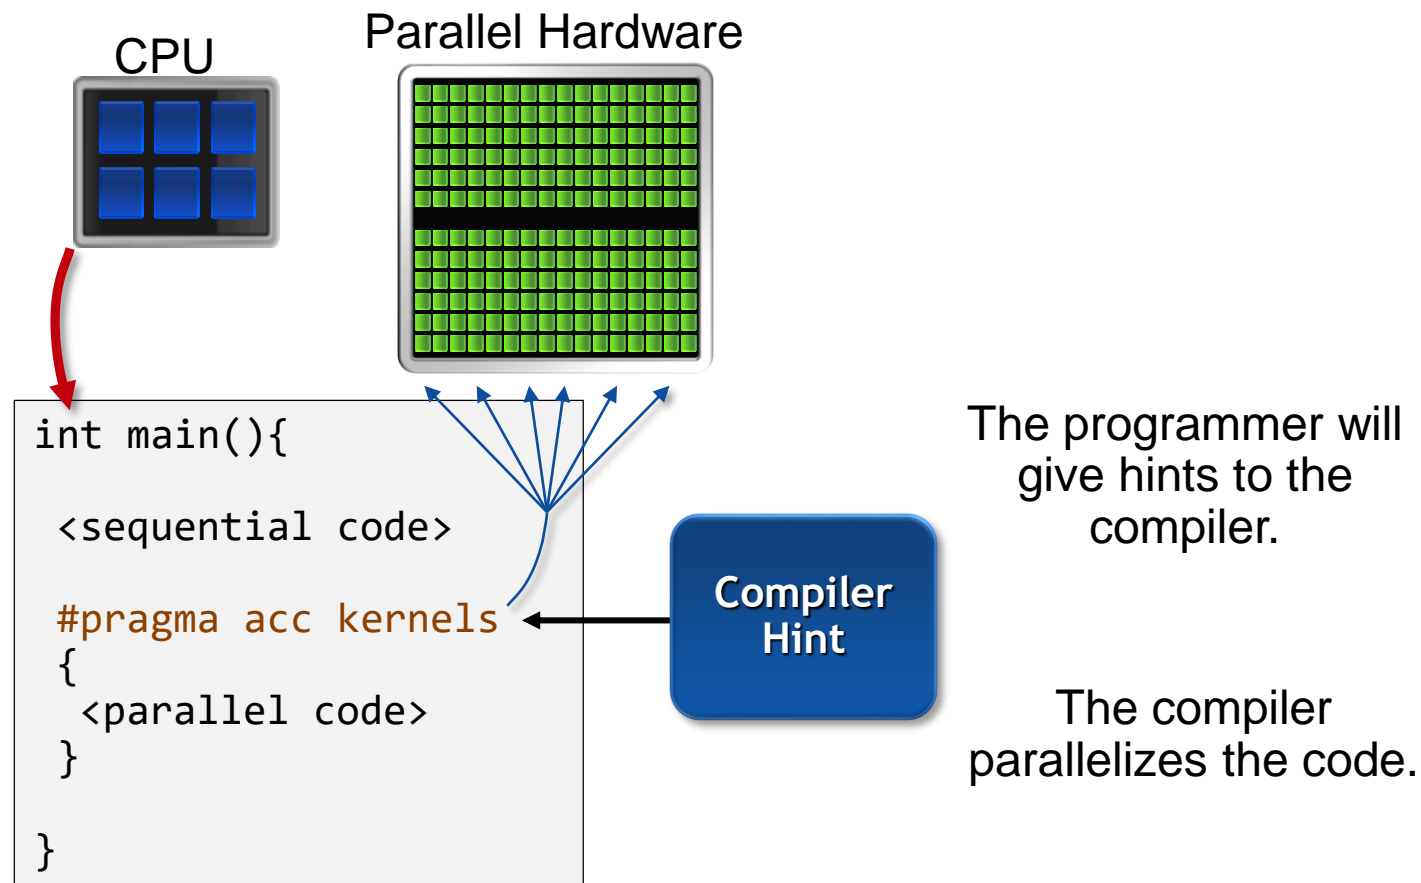 CPU
Parallel Hardware
int main(){
<sequential code>
#pragma acc kernels
{
<parallel code>
}
}
Compiler
Hint
The programmer will
give hints to the
compiler.
The compiler
parallelizes the code.